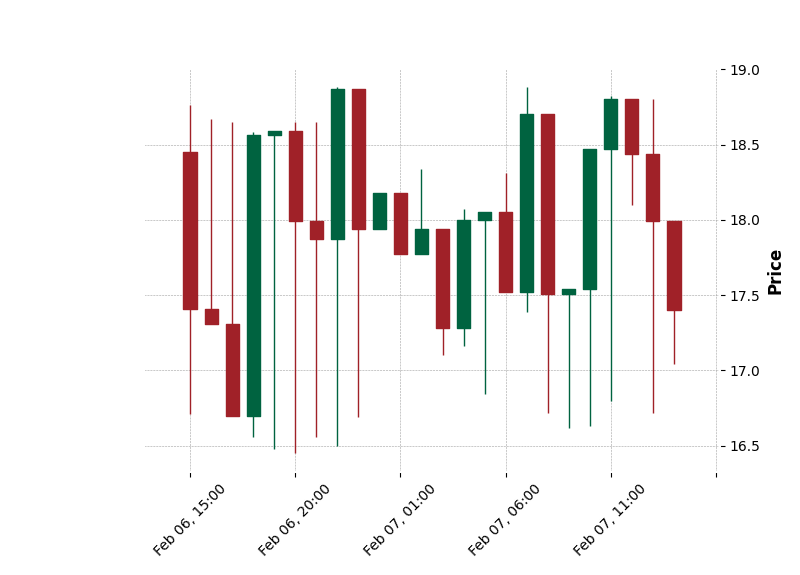 19.0
18.5
18.0
17.5
17.0
16.5
Price
Feb 06, 15:00
Feb 06, 20:00
Feb 07, 01:00
Feb 07, 06:00
Feb 07, 11:00